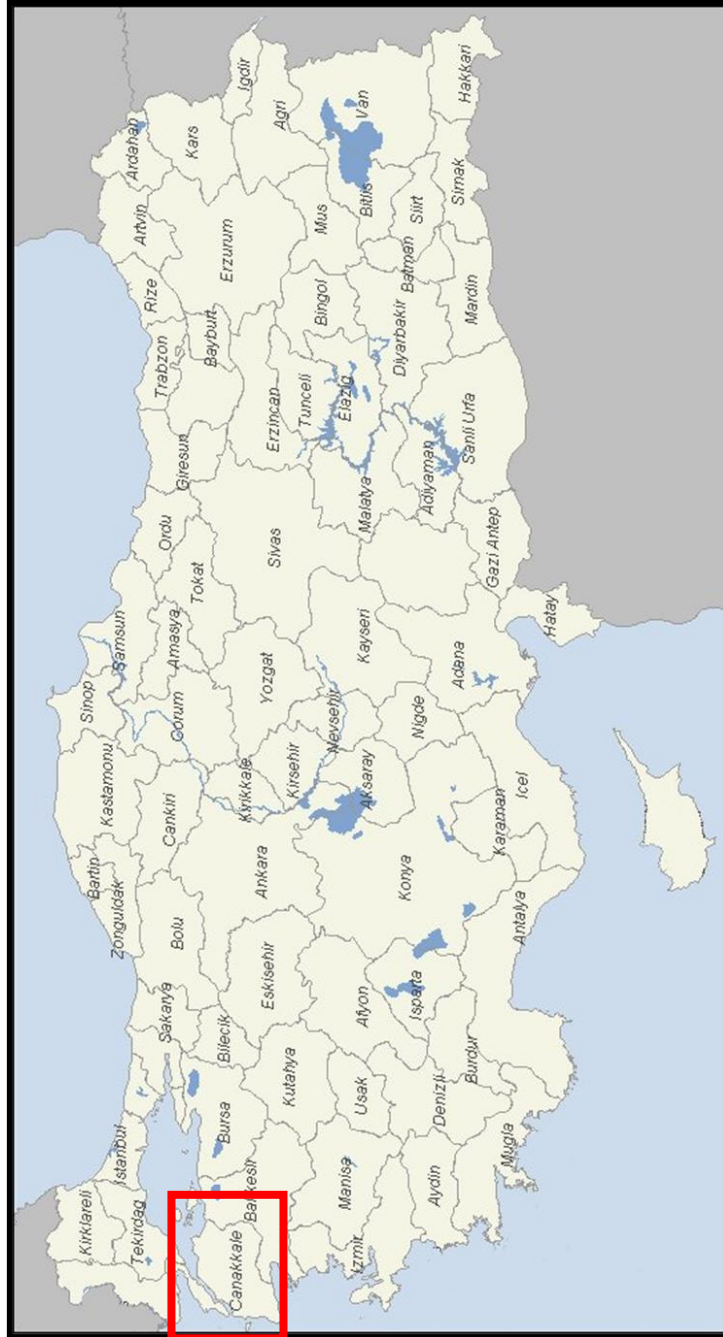 Kirklareli
Tekirdag
Istanbul
Canakkale
Balikesir
Bursa
Sakarya
Bilecik
Kutahya
Eskisehir
Bolu
Zonguldak
Bartin
Kastamonu
Cankiri
Ankara
Kirikkale
Kirsehir
Corum
Sinop
Samsun
Amasya
Tokat
Yozgat
Ordu
Giresun
Sivas
Trabzon
Rize
Artvin
Ardahan
Kars
Igdir
Agri
Erzurum
Bayburt
Erzincan
Tunceli
Bingol
Mus
Van
Bitlis
Hakkari
Sirnak
Siirt
Batman
Mardin
Diyarbakir
Elazig
Malatya
Adiyaman
Sanli Urfa
Gazi Antep
Hatay
Adana
Kayseri
Nevsehir
Nigde
Aksaray
Konya
Karaman
Icel
Antalya
Isparta
Afyon
Burdur
Denizli
Usak
Manisa
Izmir
Aydin
Mugla